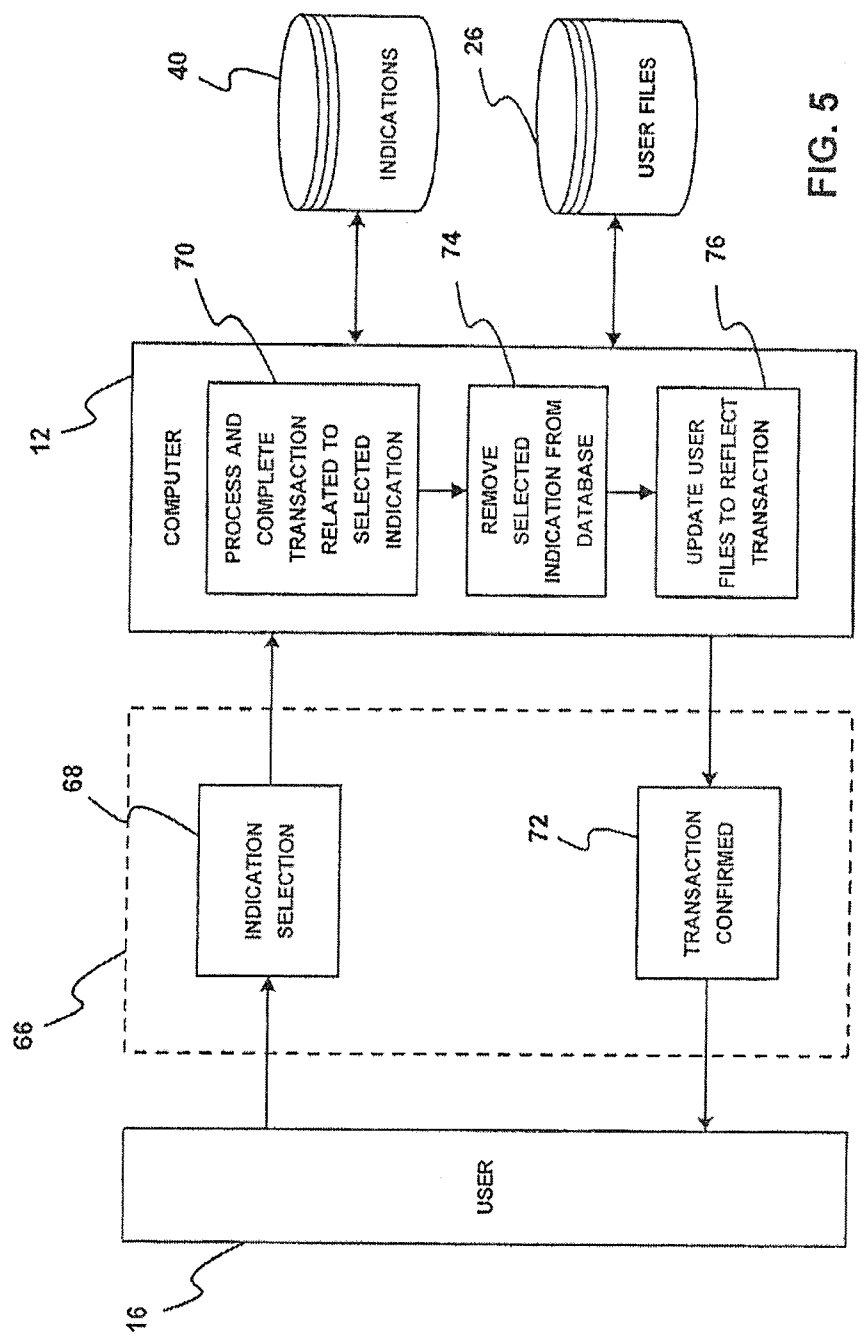 16
USER
66
68
INDICATION
SELECTION
72
TRANSACTION
CONFIRMED
12
COMPUTER
70
PROCESS AND
COMPLETE
TRANSACTION
RELATED TO
SELECTED
INDICATION
74
REMOVE
SELECTED
INDICATION FROM
DATABASE
76
UPDATE USER
FILES TO REFLECT
TRANSACTION
40
INDICATIONS
26
USER FILES
FIG. 5